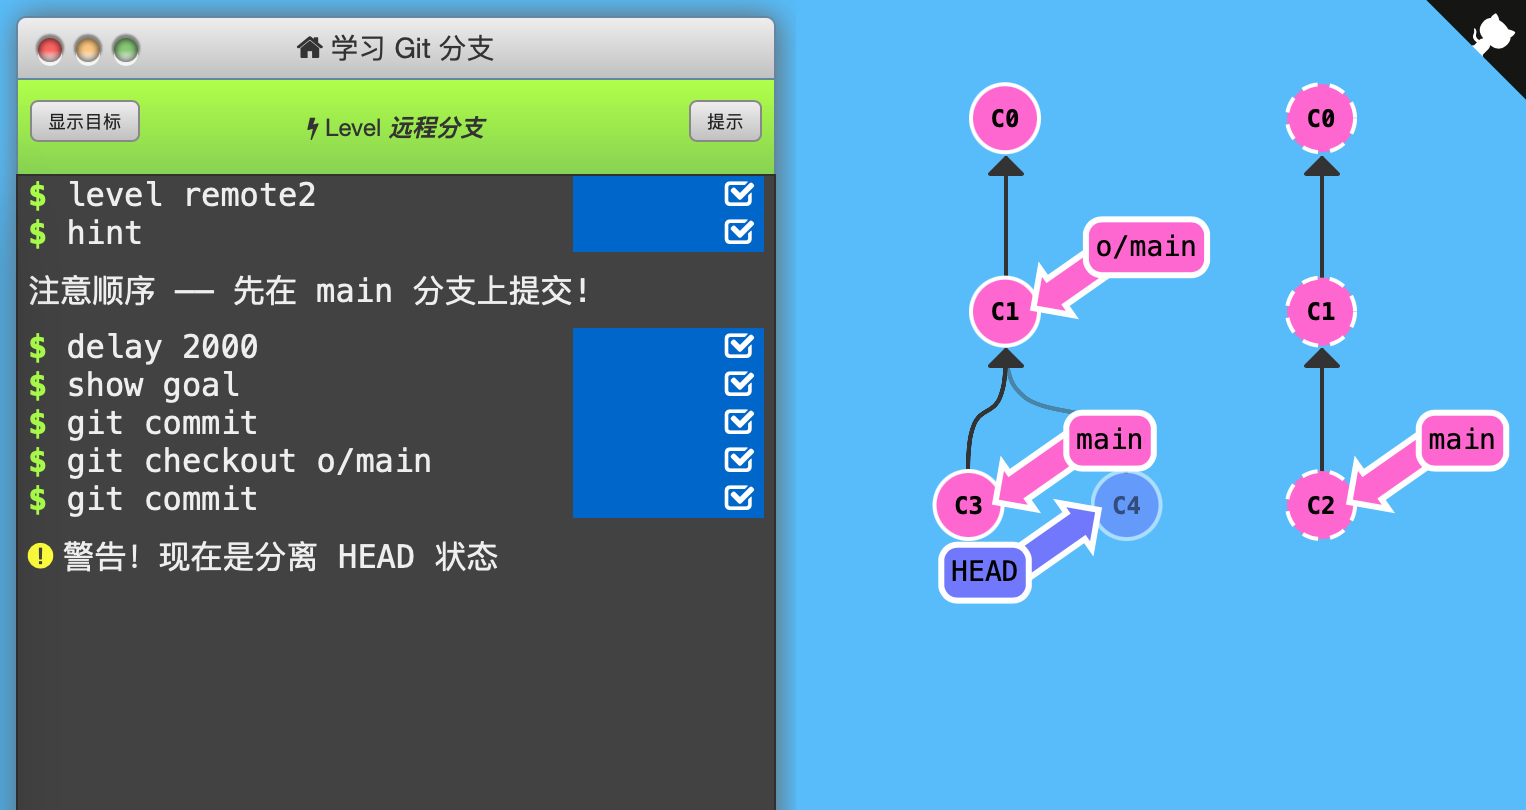 学习 Git 分支
显示目标
Level 远程分支
提示
$ level remote2
$ hint
注意顺序 —— 先在 main 分支上提交!
$ delay 2000
$ show goal
$ git commit
$ git checkout o/main
$ git commit
警告! 现在是分离 HEAD 状态
C0
C0
o/main
C1
C1
main
main
C3
C4
C2
HEAD